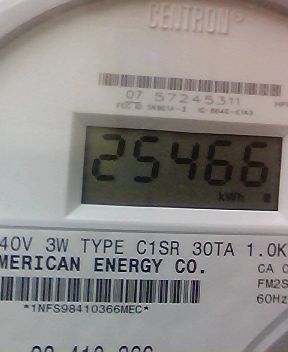 CENTRON®
07 57245311
25466
kWh
40V 3W TYPE C1SR 30TA 1.0K
MERICAN ENERGY CO.
CA 0
FM2S
60Hz
*1NFS98410366MEC*